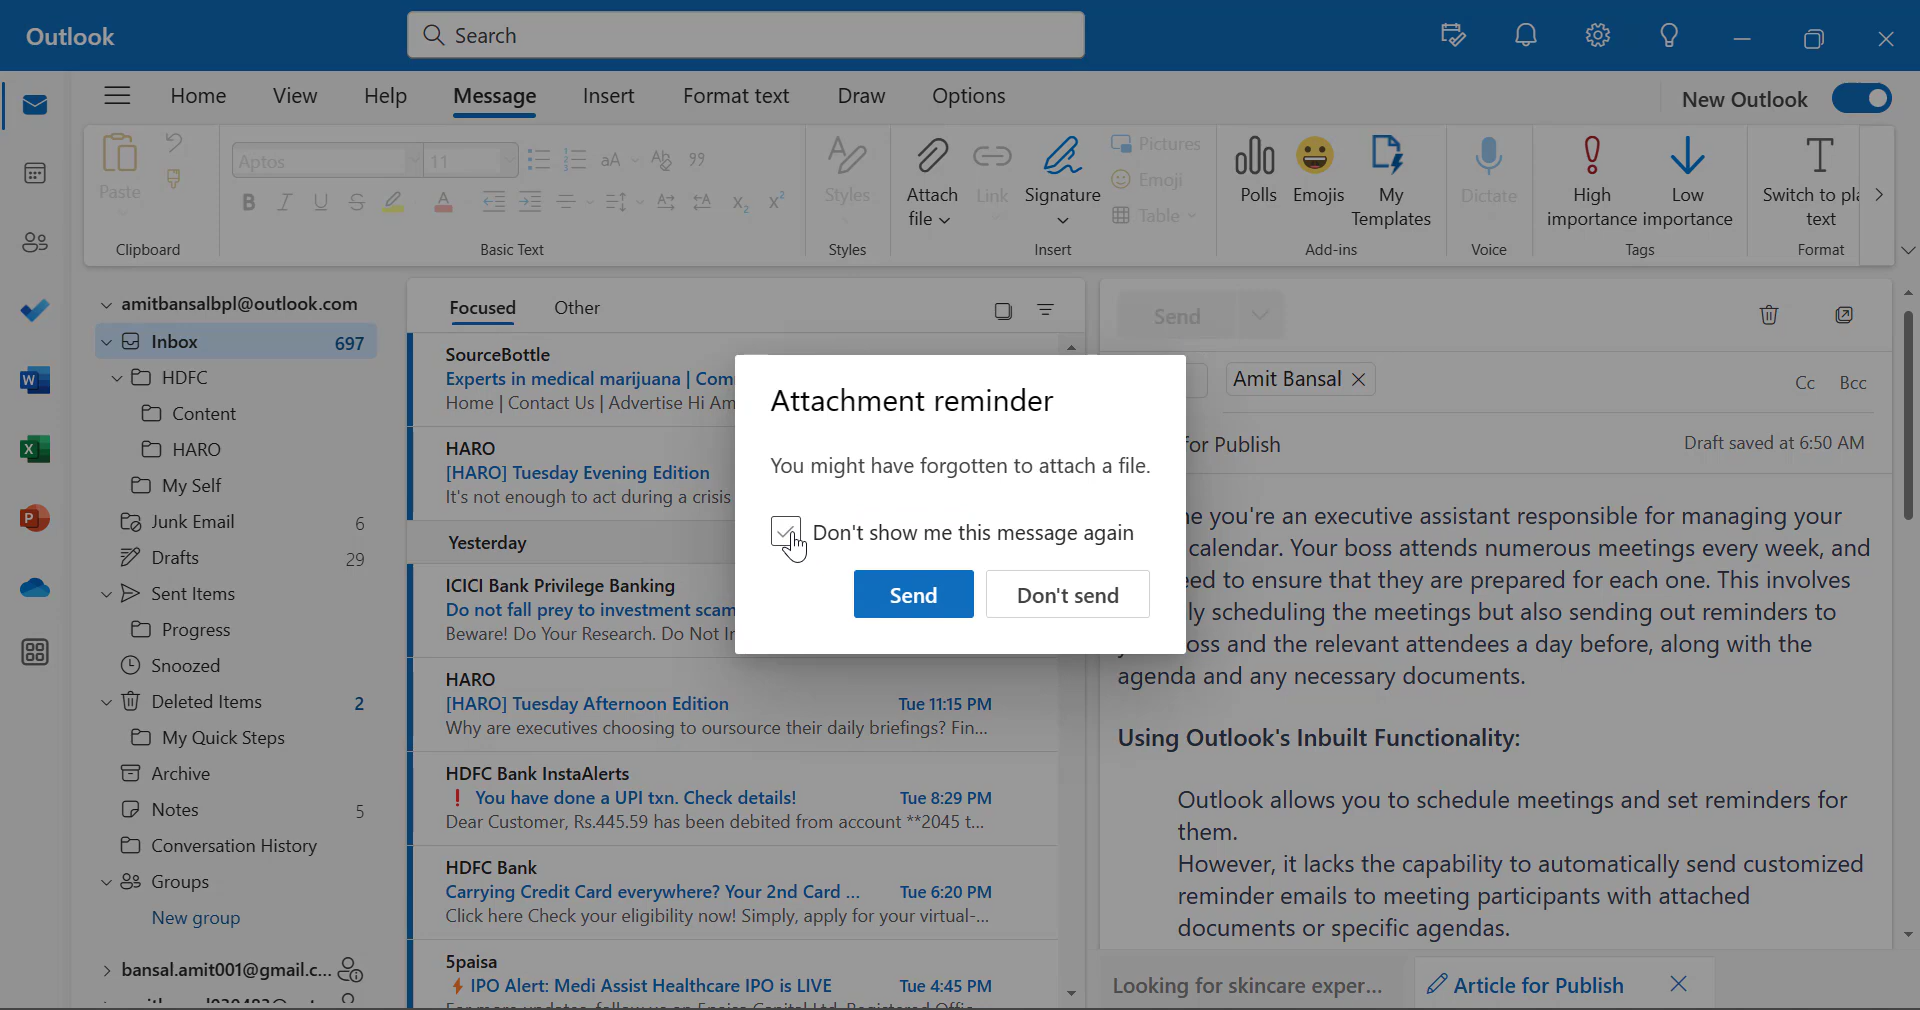 Outlook
Search
Home View Help Message Insert Format text Draw Options
New Outlook
Paste
Clipboard
Aptos 11
aA
Basic Text
Styles
Styles
Attach file
Link
Signature
Pictures
Emoji
Table
Insert
Polls
Emojis
My Templates
Add-ins
Dictate
Voice
High importance
Low importance
Tags
Switch to pla
text
Format
amitbansalbpl@outlook.com
Inbox 697
HDFC
Content
HARO
My Self
Junk Email 6
Drafts 29
Sent Items
Progress
Snoozed
Deleted Items 2
My Quick Steps
Archive
Notes 5
Conversation History
Groups
New group
bansal.amit001@gmail.c...
Focused Other
SourceBottle
Experts in medical marijuana | Com
Home | Contact Us | Advertise Hi Am
HARO
[HARO] Tuesday Evening Edition
It's not enough to act during a crisis
Yesterday
ICICI Bank Privilege Banking
Do not fall prey to investment scam
Beware! Do Your Research. Do Not Ir
HARO
[HARO] Tuesday Afternoon Edition Tue 11:15 PM
Why are executives choosing to oursource their daily briefings? Fin...
HDFC Bank InstaAlerts
❗ You have done a UPI txn. Check details! Tue 8:29 PM
Dear Customer, Rs.445.59 has been debited from account **2045 t...
HDFC Bank
Carrying Credit Card everywhere? Your 2nd Card ... Tue 6:20 PM
Click here Check your eligibility now! Simply, apply for your virtual-...
5paisa
⚡ IPO Alert: Medi Assist Healthcare IPO is LIVE Tue 4:45 PM
Attachment reminder
You might have forgotten to attach a file.
Don't show me this message again
Send Don't send
Send
Amit Bansal
Cc Bcc
for Publish Draft saved at 6:50 AM
e you're an executive assistant responsible for managing your
calendar. Your boss attends numerous meetings every week, and
ed to ensure that they are prepared for each one. This involves
ly scheduling the meetings but also sending out reminders to
oss and the relevant attendees a day before, along with the
agenda and any necessary documents.
Using Outlook's Inbuilt Functionality:
Outlook allows you to schedule meetings and set reminders for
them.
However, it lacks the capability to automatically send customized
reminder emails to meeting participants with attached
documents or specific agendas.
Looking for skincare exper... Article for Publish